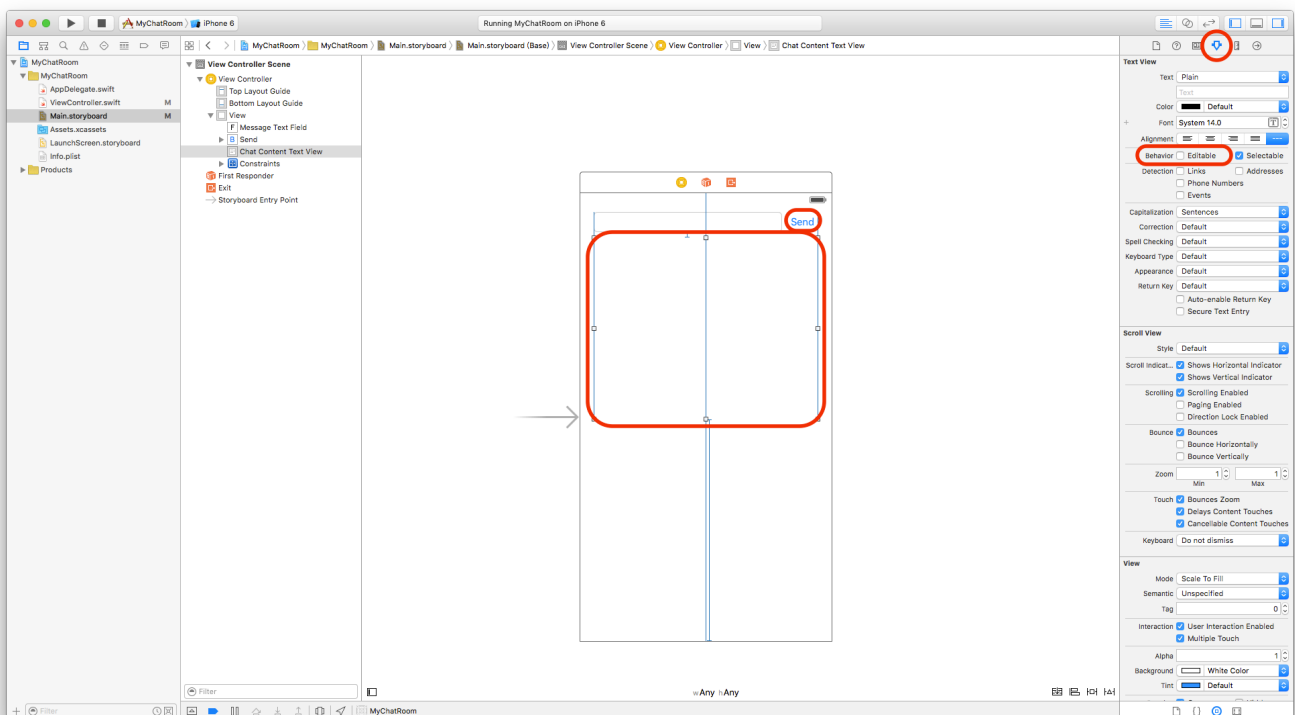 MyChatRoom iPhone 6
Running MyChatRoom on iPhone 6
MyChatRoom MyChatRoom Main.storyboard Main.storyboard (Base) View Controller Scene View Controller View Chat Content Text View
MyChatRoom
MyChatRoom
AppDelegate.swift
ViewController.swift M
Main.storyboard M
Assets.xcassets
LaunchScreen.storyboard
Info.plist
Products
Filter
View Controller Scene
View Controller
Top Layout Guide
Bottom Layout Guide
View
F Message Text Field
B Send
Chat Content Text View
Constraints
First Responder
Exit
Storyboard Entry Point
Filter
Send
wAny hAny
MyChatRoom
Text View
Text Plain
Text
Color Default
+ Font System 14.0 T
Alignment ---
Behavior Editable Selectable
Detection Links Addresses
Phone Numbers
Events
Capitalization Sentences
Correction Default
Spell Checking Default
Keyboard Type Default
Appearance Default
Return Key Default
Auto-enable Return Key
Secure Text Entry
Scroll View
Style Default
Scroll Indicat... Shows Horizontal Indicator
Shows Vertical Indicator
Scrolling Scrolling Enabled
Paging Enabled
Direction Lock Enabled
Bounce Bounces
Bounce Horizontally
Bounce Vertically
Zoom 1 1
Min Max
Touch Bounces Zoom
Delays Content Touches
Cancellable Content Touches
Keyboard Do not dismiss
View
Mode Scale To Fill
Semantic Unspecified
Tag 0
Interaction User Interaction Enabled
Multiple Touch
Alpha 1
Background White Color
Tint Default